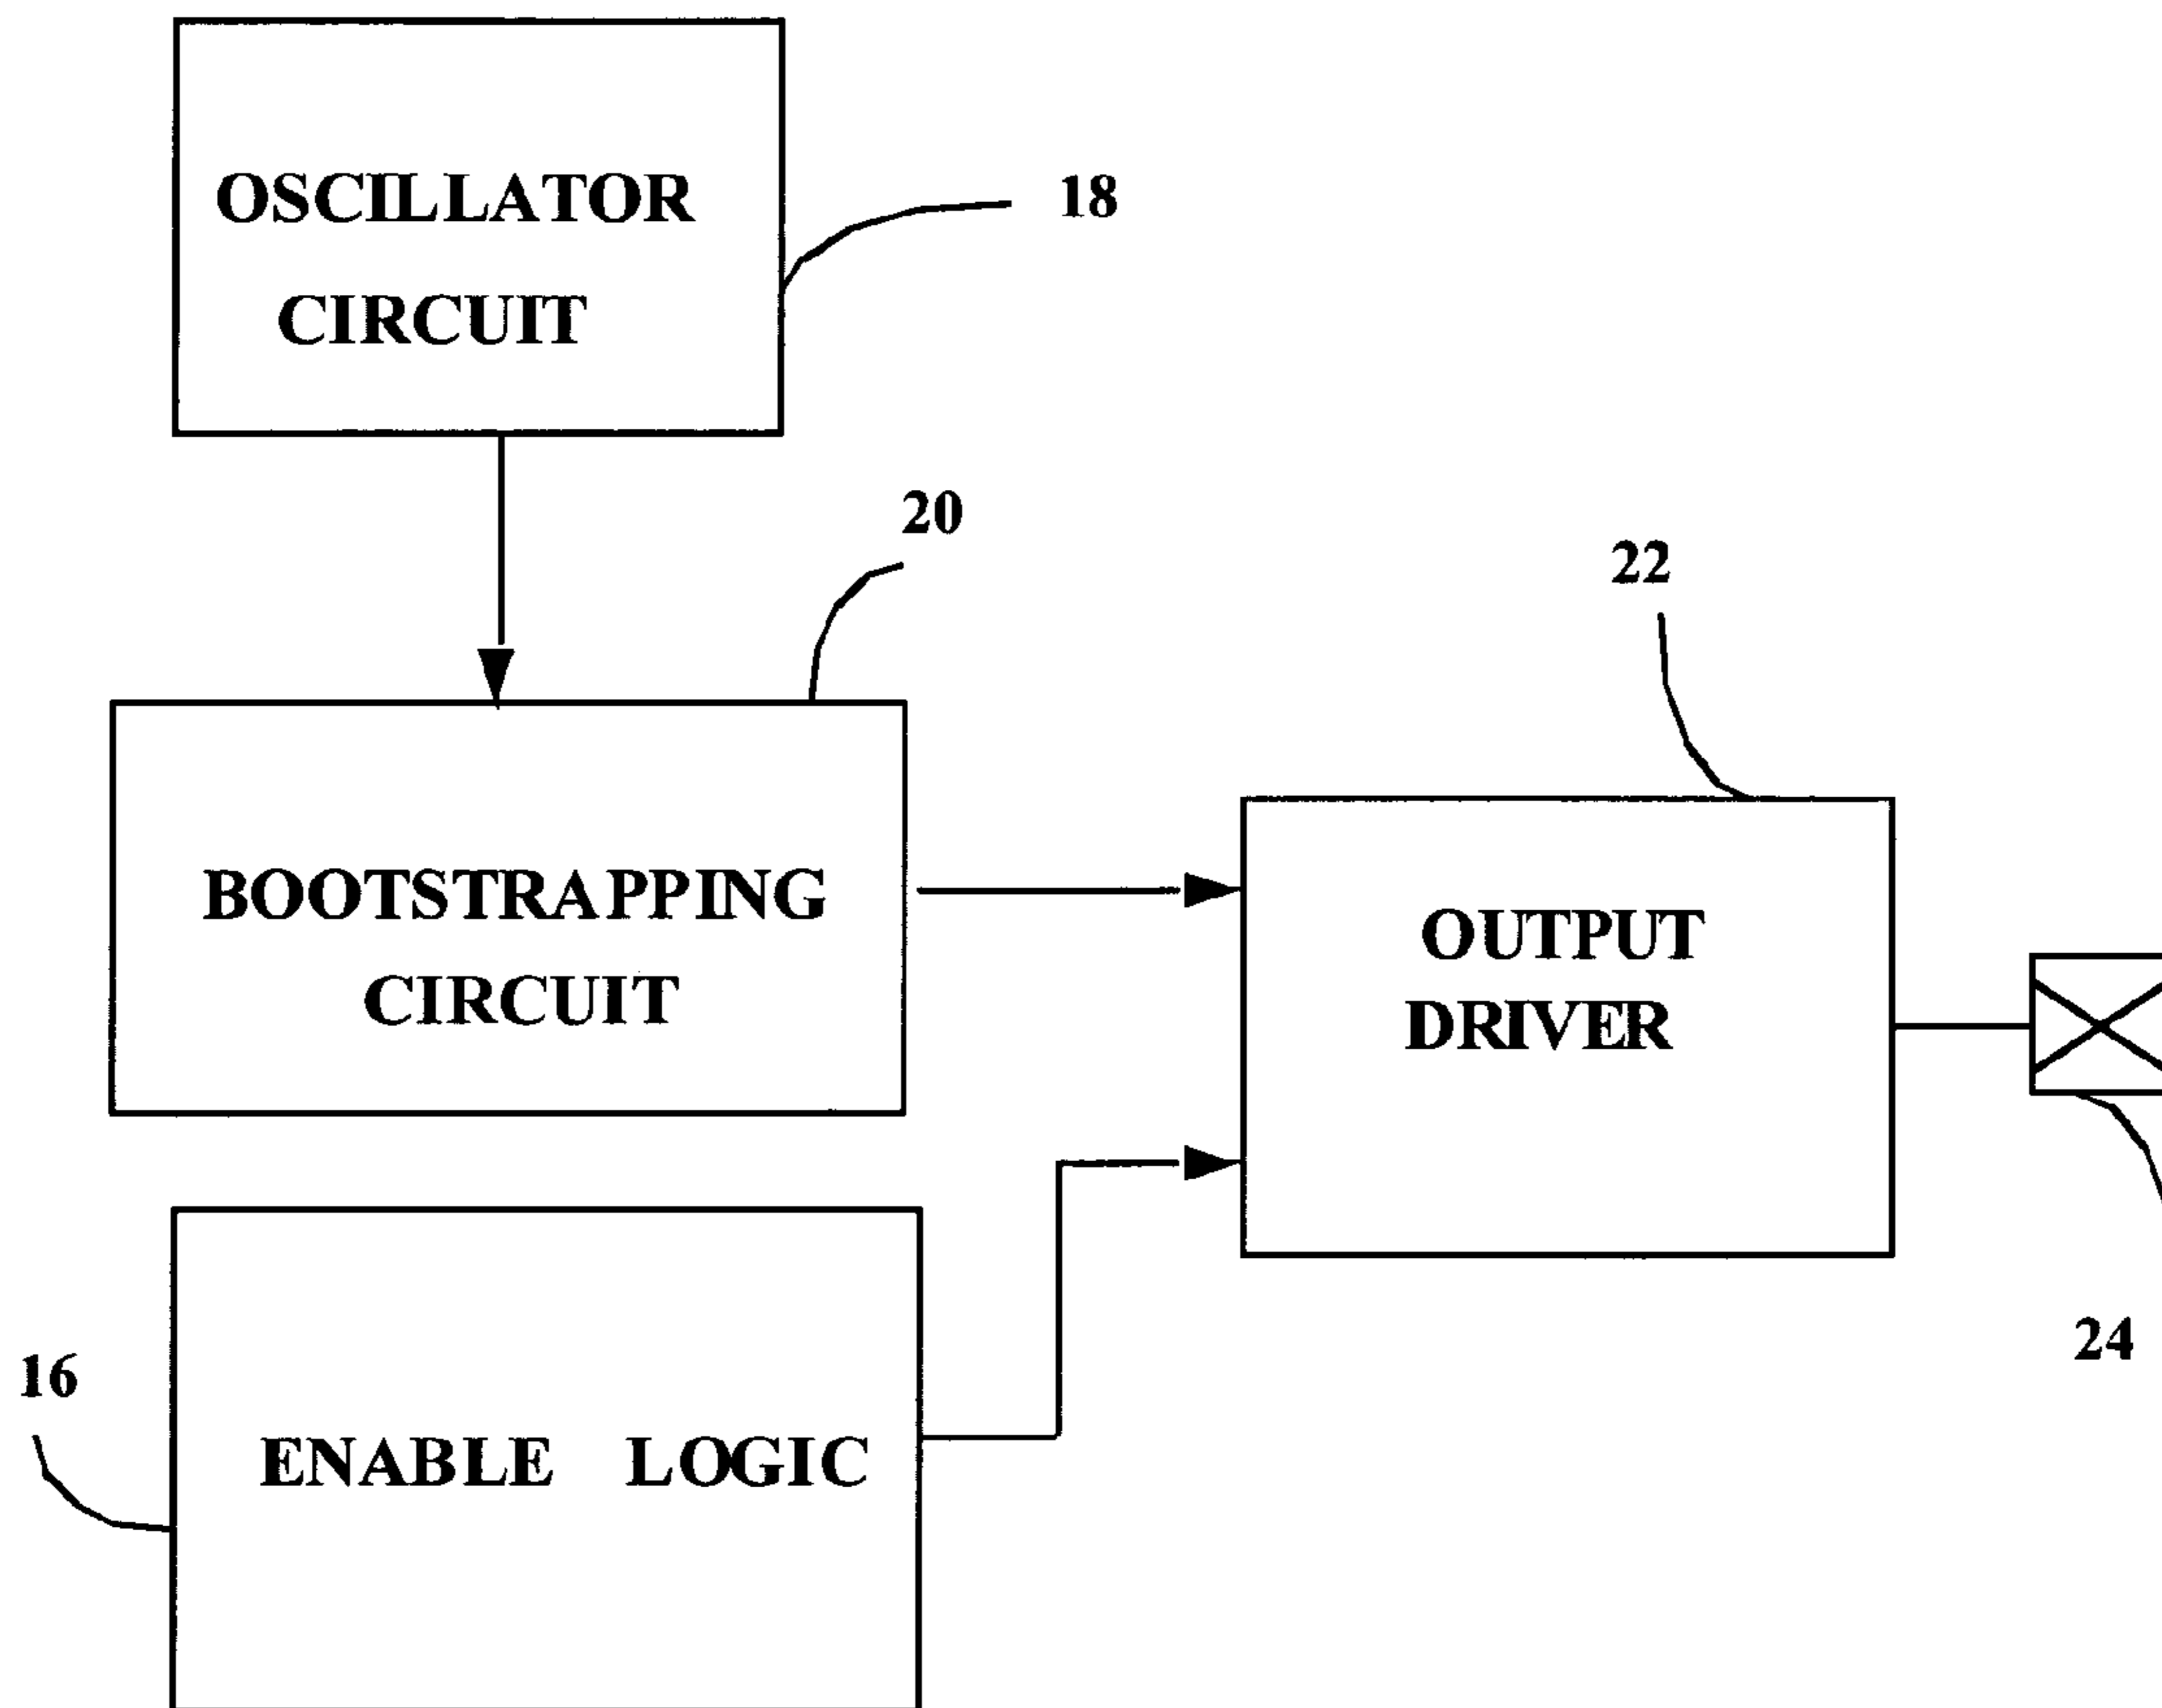 OSCILLATOR
CIRCUIT
18
20
22
BOOTSTRAPPING
CIRCUIT
OUTPUT
DRIVER
24
16
ENABLE LOGIC